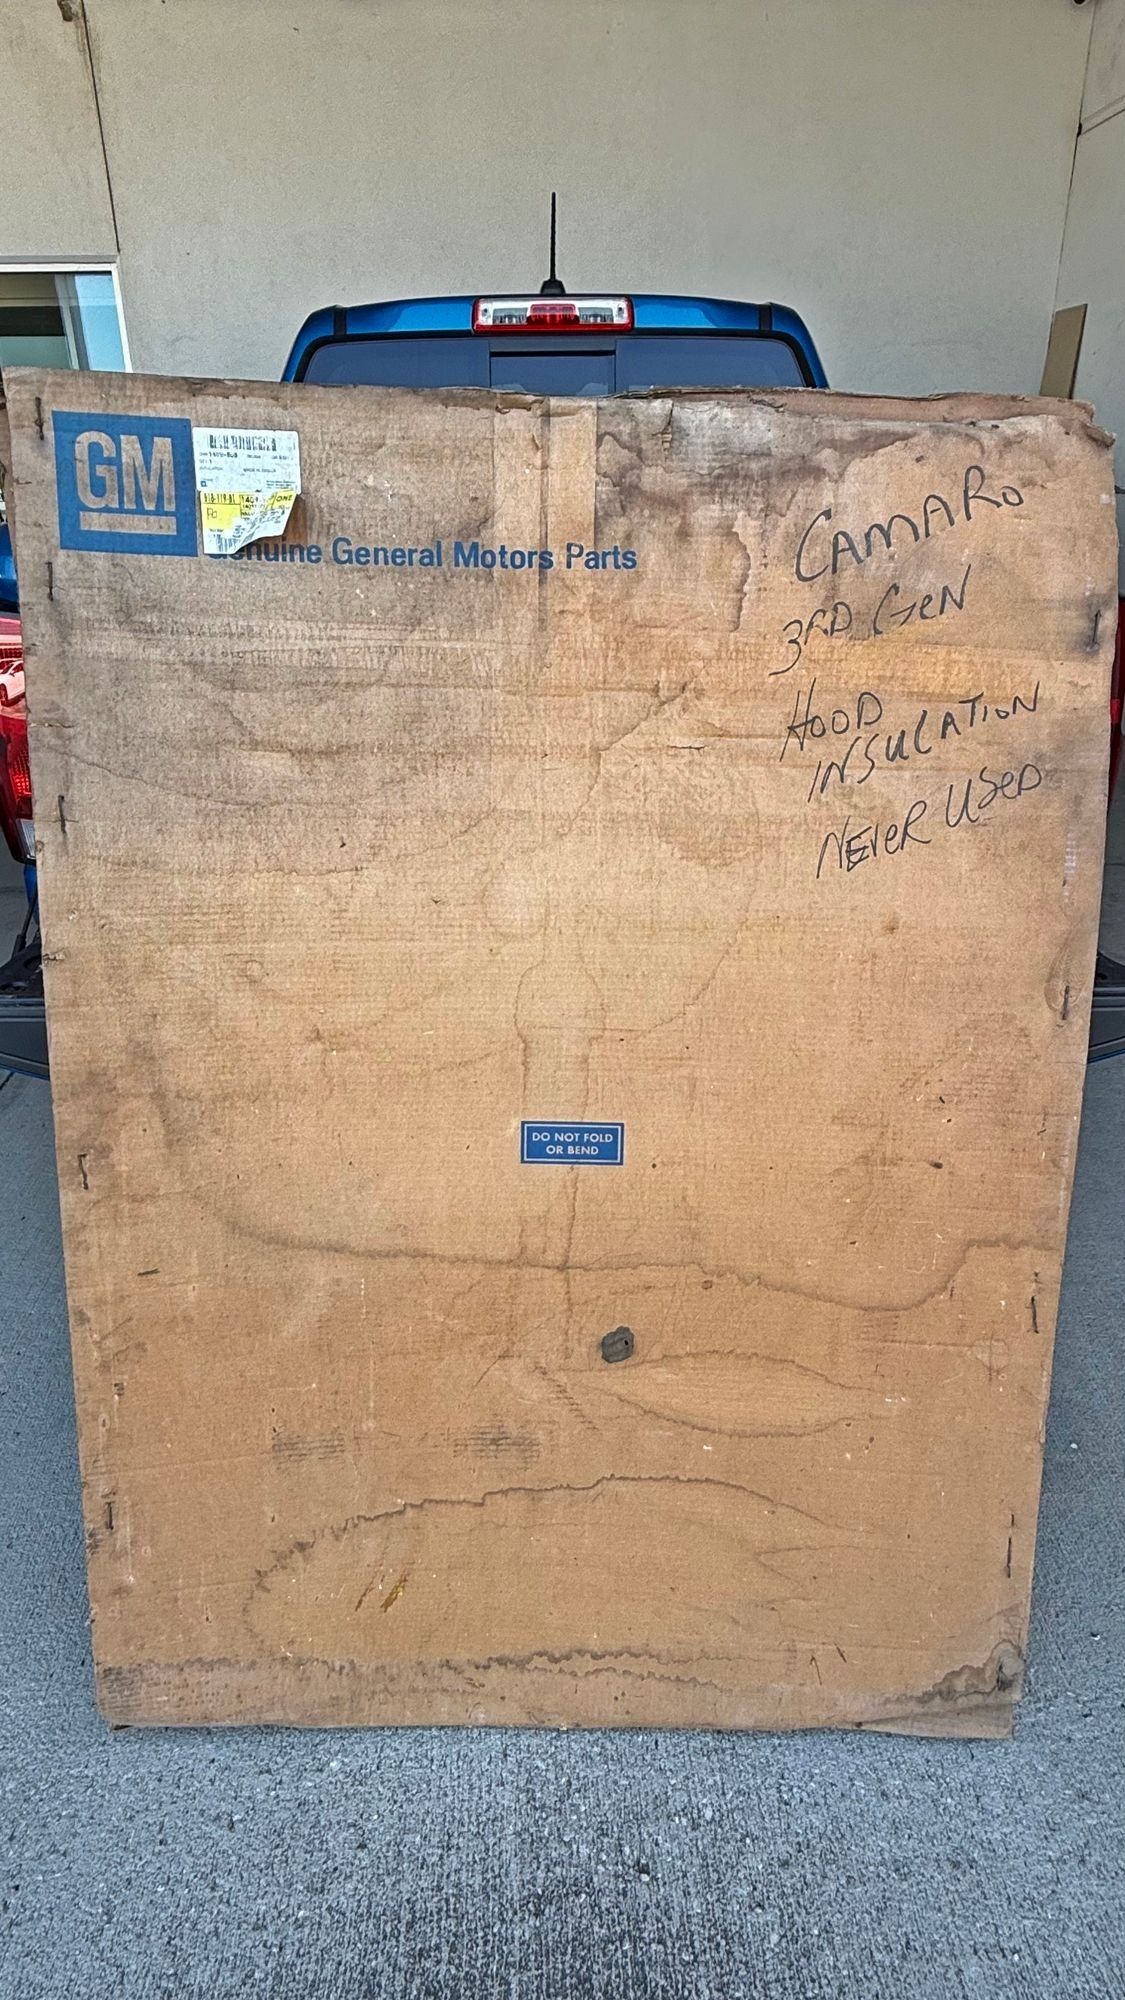 GM
Genuine General Motors Parts
CAMARO
3RD GEN
HOOD
INSULATION
NEVER USED
DO NOT FOLD
OR BEND